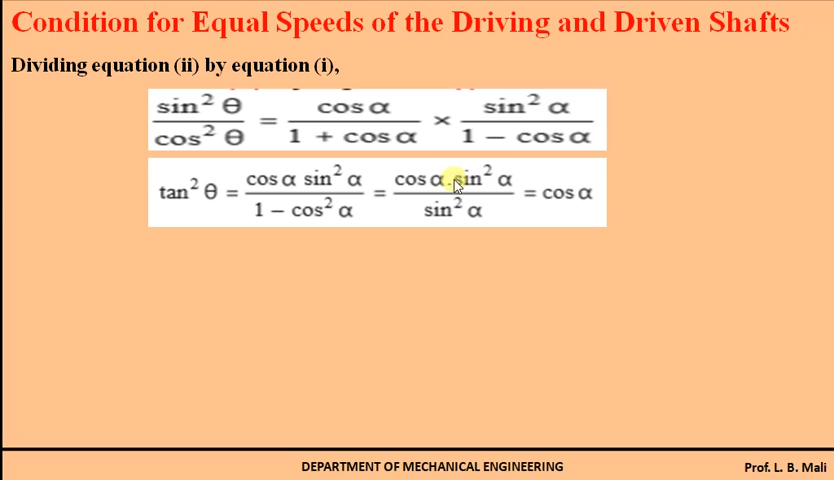 Condition for Equal Speeds of the Driving and Driven Shafts
Dividing equation (ii) by equation (i),
sin² θ / cos² θ = cos α / 1 + cos α × sin² α / 1 − cos α
tan² θ = cos α sin² α / 1 − cos² α = cos α . sin² α / sin² α = cos α
DEPARTMENT OF MECHANICAL ENGINEERING
Prof. L. B. Mali